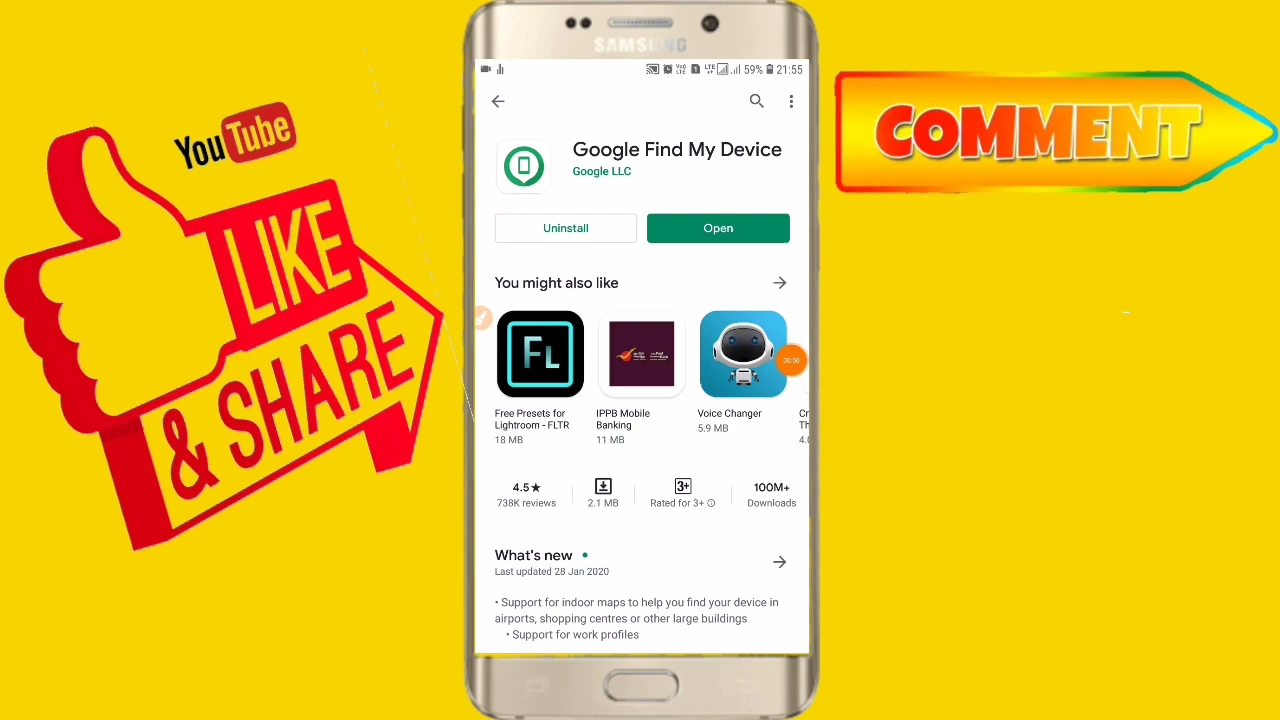 YouTube
LIKE
& SHARE
SAMSUNG
LTE 59% 21:55
COMMENT
Google Find My Device
Google LLC
Uninstall
Open
You might also like
FL
00:30
Free Presets for
Lightroom - FLTR
18 MB
IPPB Mobile
Banking
11 MB
Voice Changer
5.9 MB
4.5★
738K reviews
2.1 MB
3+
Rated for 3+
100M+
Downloads
What's new
Last updated 28 Jan 2020
• Support for indoor maps to help you find your device in
airports, shopping centres or other large buildings
• Support for work profiles